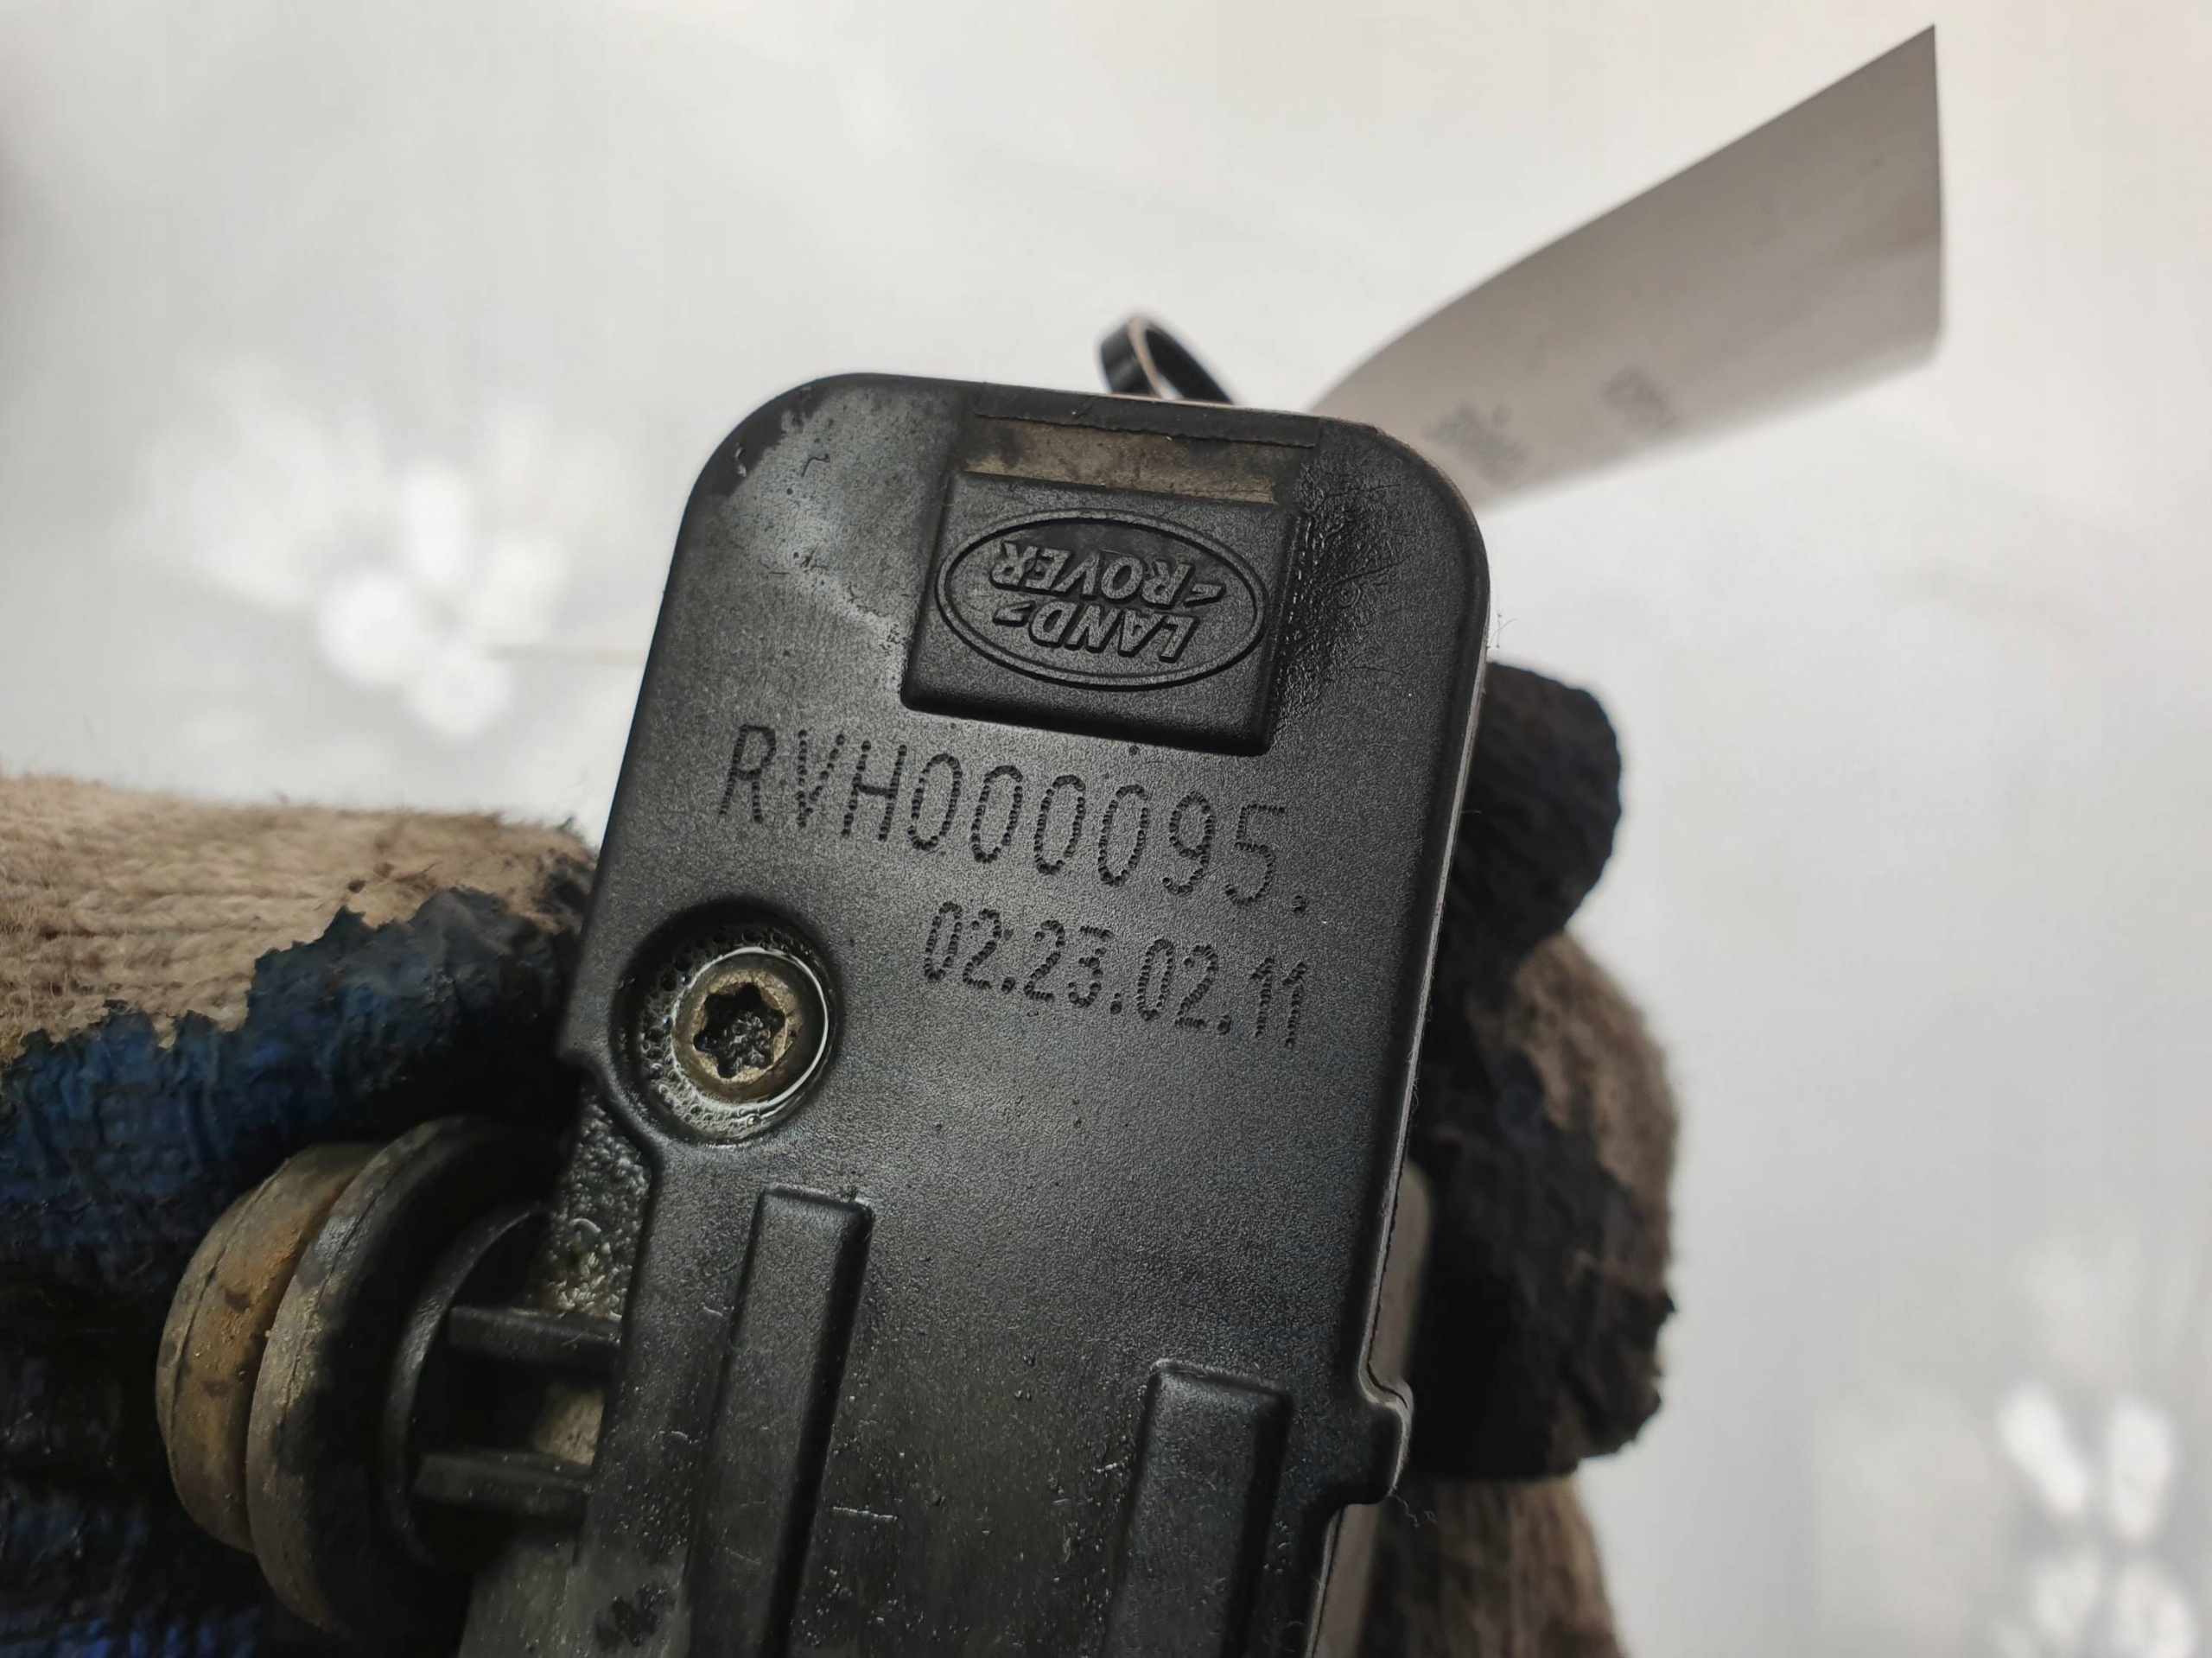 LAND-
-ROVER
RVH000095.
02.23.02.11